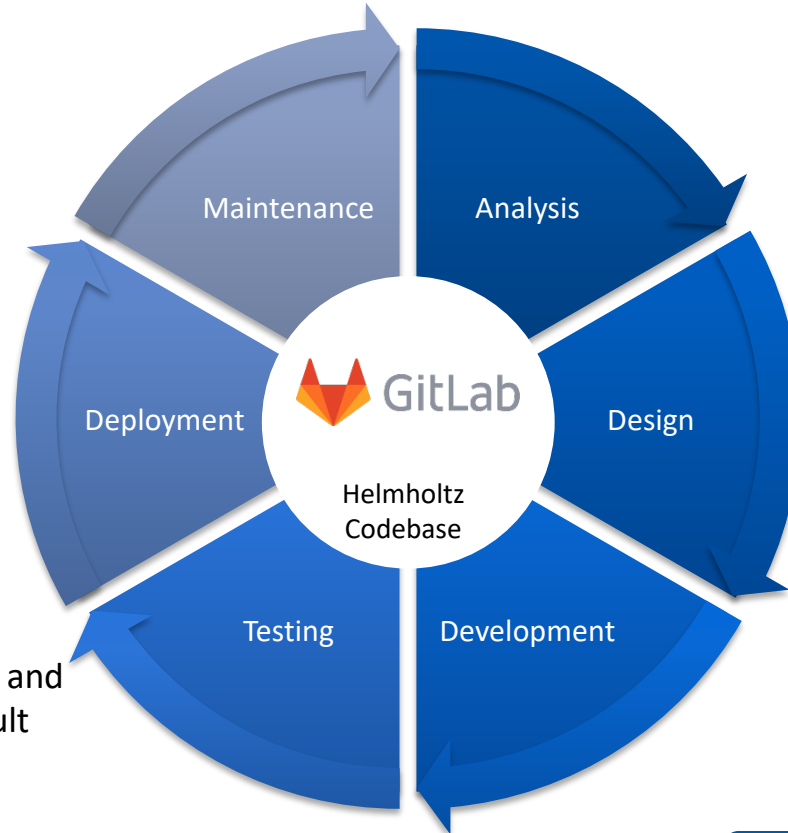 Maintenance
Analysis
Deployment
GitLab
Design
Helmholtz
Codebase
Testing
Development
and
ult